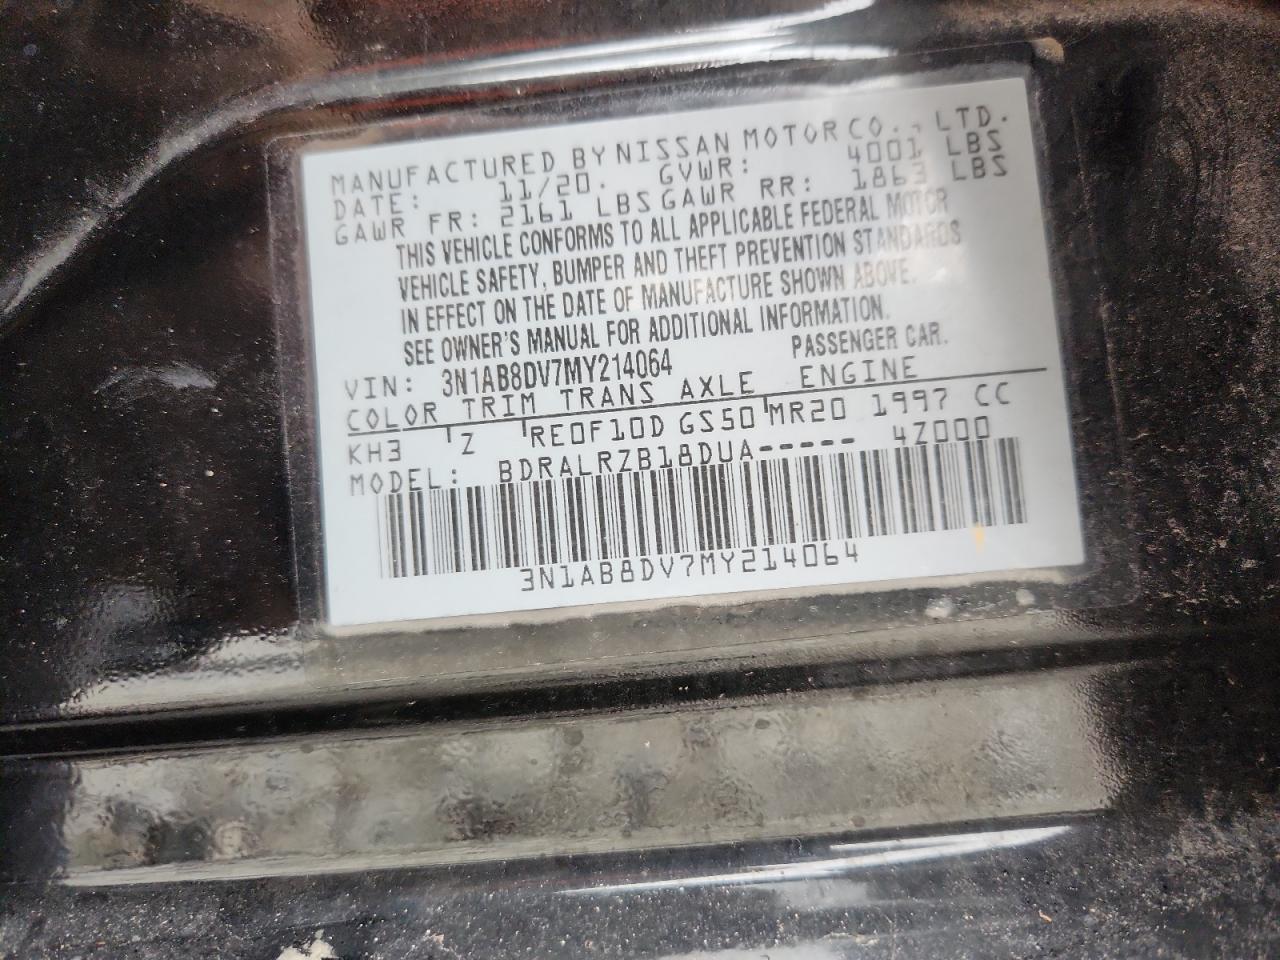 MANUFACTURED BY NISSAN MOTOR CO., LTD.
DATE: 11/20. GVWR: 4001 LBS
GAWR FR: 2161 LBS GAWR RR: 1863 LBS
THIS VEHICLE CONFORMS TO ALL APPLICABLE FEDERAL MOTOR
VEHICLE SAFETY, BUMPER AND THEFT PREVENTION STANDARDS
IN EFFECT ON THE DATE OF MANUFACTURE SHOWN ABOVE.
SEE OWNER'S MANUAL FOR ADDITIONAL INFORMATION.
VIN: 3N1AB8DV7MY214064 PASSENGER CAR.
COLOR TRIM TRANS AXLE ENGINE
KH3 Z RE0F10D GS50 MR20 1997 CC
MODEL: BDRALRZB18DUA----- 4Z000
3N1AB8DV7MY214064